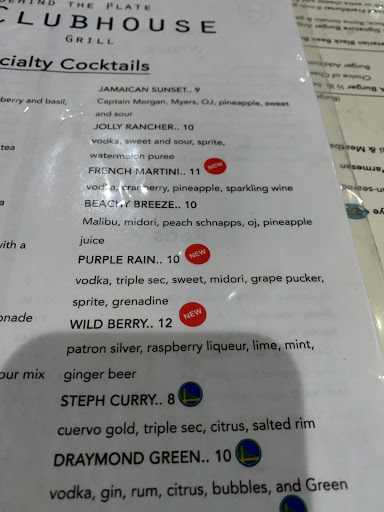 BEHIND THE PLATE
CLUBHOUSE
GRILL
cialty Cocktails
JAMAICAN SUNSET.. 9
berry and basil,
Captain Morgan, Myers, OJ, pineapple, sweet
and sour
JOLLY RANCHER.. 10
tea
vodka, sweet and sour, sprite,
watermaron puree
FRENCH MARTINI.. 11 NEW
vodka, cranberry, pineapple, sparkling wine
BEACHY BREEZE.. 10
Malibu, midori, peach schnapps, oj, pineapple
with a
juice
PURPLE RAIN.. 10 NEW
vodka, triple sec, sweet, midori, grape pucker,
sprite, grenadine
onade
WILD BERRY.. 12 NEW
patron silver, raspberry liqueur, lime, mint,
our mix
ginger beer
STEPH CURRY.. 8
cuervo gold, triple sec, citrus, salted rim
DRAYMOND GREEN.. 10
vodka, gin, rum, citrus, bubbles, and Green